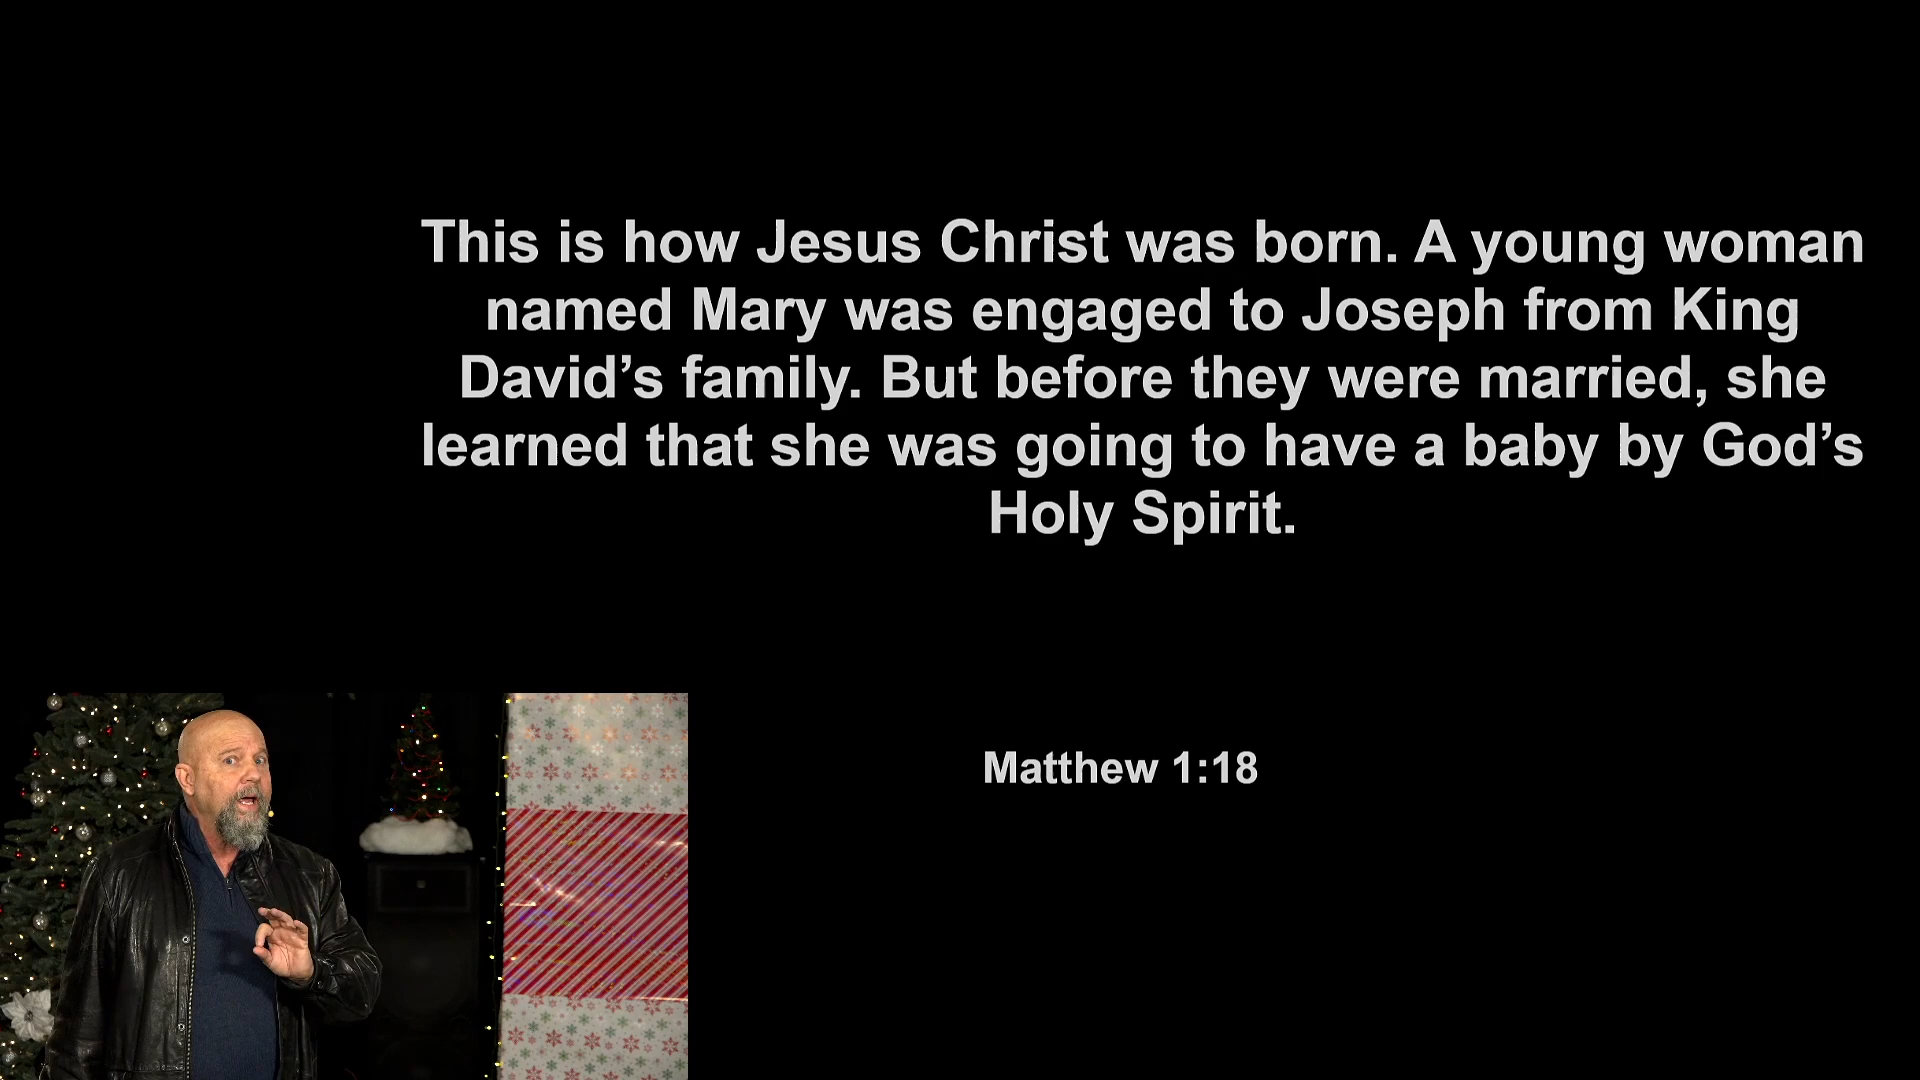 This is how Jesus Christ was born. A young woman
named Mary was engaged to Joseph from King
David’s family. But before they were married, she
learned that she was going to have a baby by God’s
Holy Spirit.
Matthew 1:18